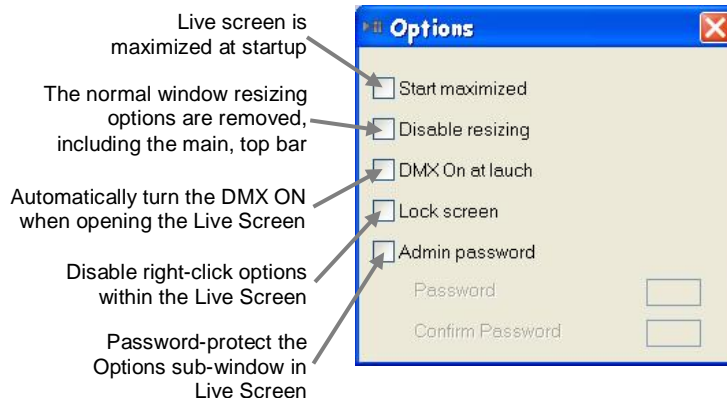 Live screen is
maximized at startup
The normal window resizing
options are removed,
including the main, top bar
Automatically turn the DMX ON
when opening the Live Screen
Disable right-click options
within the Live Screen
Password-protect the
Options sub-window in
Live Screen
Options
Start maximized
Disable resizing
DMX On at lauch
Lock screen
Admin password
Password
Confirm Password